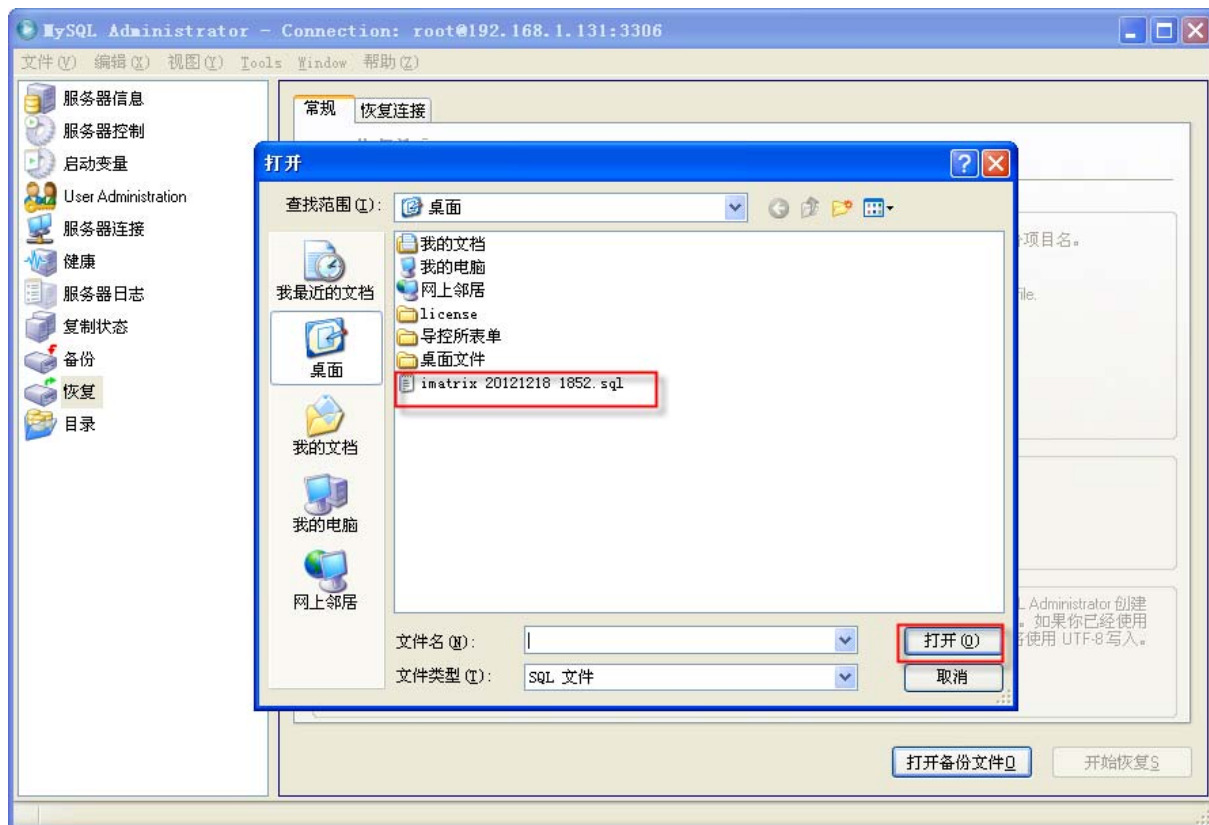 MySQL Administrator - Connection: root@192.168.1.131:3306
文件(V) 编辑(X) 视图(Y) Tools Window 帮助(Z)
服务器信息
服务器控制
启动变量
User Administration
服务器连接
健康
服务器日志
复制状态
备份
恢复
目录
常规 恢复连接
打开
查找范围(I): 桌面
我最近的文档
桌面
我的文档
我的电脑
网上邻居
我的文档
我的电脑
网上邻居
license
导控所表单
桌面文件
imatrix 20121218 1852.sql
文件名(N):
打开(O)
文件类型(T): SQL 文件
取消
项目名。
file.
Administrator 创建
。如果你已经使用
使用 UTF-8 写入。
打开备份文件O
开始恢复S